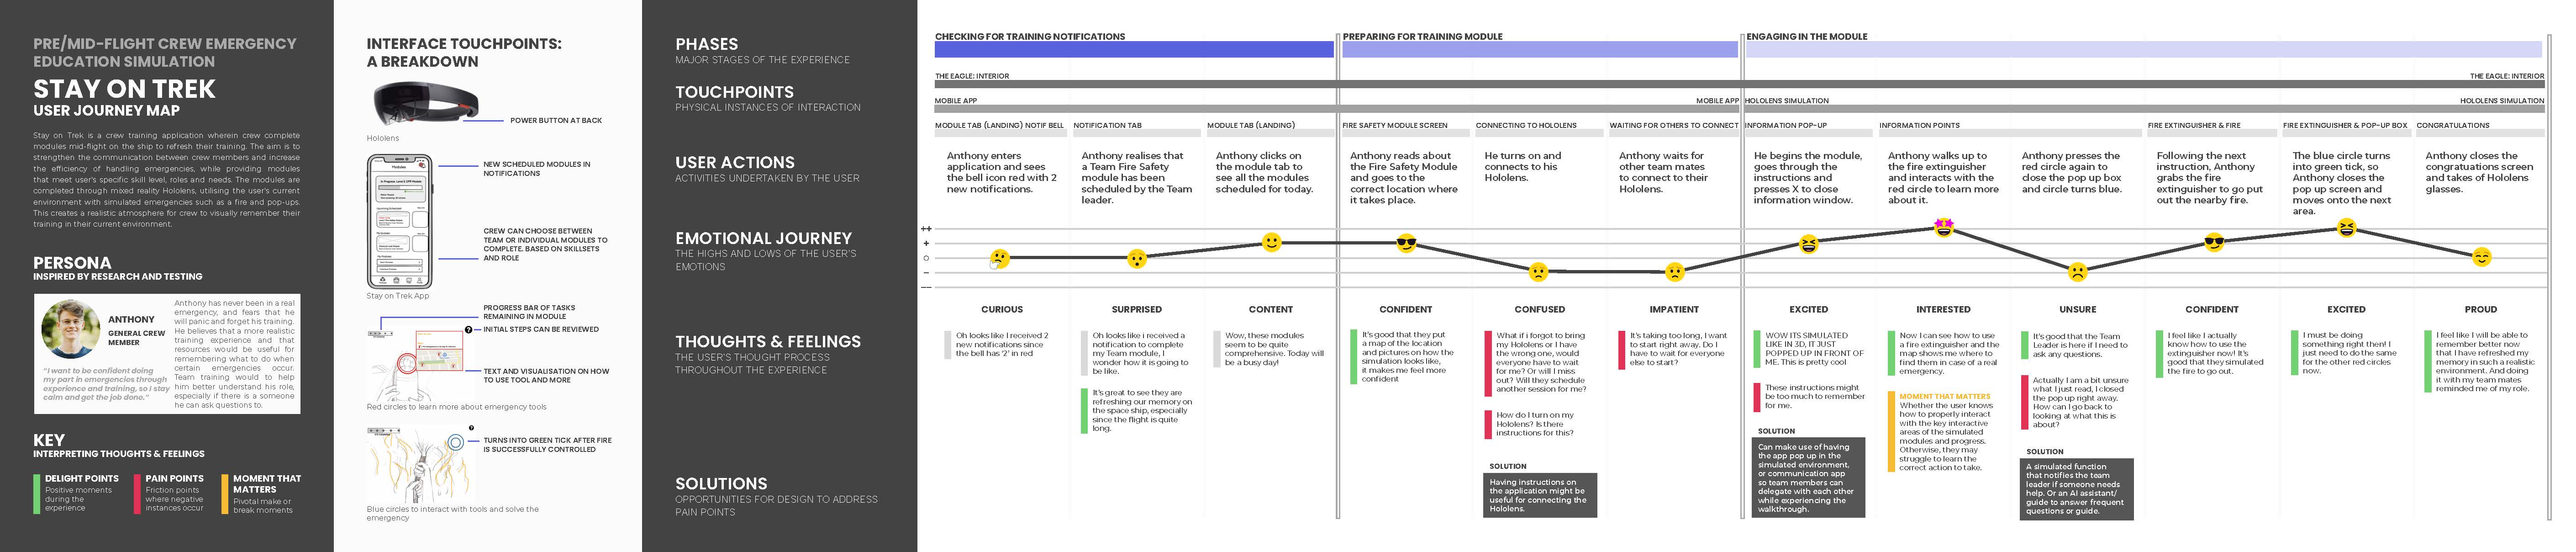 PRE/MID-FLIGHT CREW EMERGENCY
EDUCATION SIMULATION
STAY ON TREK
USER JOURNEY MAP
Stay on Trek is a crew training application wherein crew complete
modules mid-flight on the ship to refresh their training. The aim is to
strengthen the communication between crew members and increase
the efficiency of handling emergencies, while providing modules
that meet user's specific skill level, roles and needs. The modules are
completed through mixed reality Hololens, utilising the user's current
environment with simulated emergencies such as a fire and pop-ups.
This creates a realistic atmosphere for crew to visually remember their
training in their current environment.
PERSONA
INSPIRED BY RESEARCH AND TESTING
ANTHONY
GENERAL CREW
MEMBER
"I want to be confident doing
my part in emergencies through
experience and training, so I stay
calm and get the job done."
Anthony has never been in a real
emergency, and fears that he
will panic and forget his training.
He believes that a more realistic
training experience and that
resources would be useful for
remembering what to do when
certain emergencies occur.
Team training would to help
him better understand his role,
especially if there is a someone
he can ask questions to.
KEY
INTERPRETING THOUGHTS & FEELINGS
DELIGHT POINTS
Positive moments
during the
experience
PAIN POINTS
Friction points
where negative
instances occur
MOMENT THAT
MATTERS
Pivotal make or
break moments
INTERFACE TOUCHPOINTS:
A BREAKDOWN
POWER BUTTON AT BACK
Hololens
NEW SCHEDULED MODULES IN
NOTIFICATIONS
Modules
CREW CAN CHOOSE BETWEEN
TEAM OR INDIVIDUAL MODULES TO
COMPLETE. BASED ON SKILLSETS
AND ROLE
Stay on Trek App
PROGRESS BAR OF TASKS
REMAINING IN MODULE
?
INITIAL STEPS CAN BE REVIEWED
TEXT AND VISUALISATION ON HOW
TO USE TOOL AND MORE
Red circles to learn more about emergency tools
?
TURNS INTO GREEN TICK AFTER FIRE
IS SUCCESSFULLY CONTROLLED
Blue circles to interact with tools and solve the
emergency
PHASES
MAJOR STAGES OF THE EXPERIENCE
TOUCHPOINTS
PHYSICAL INSTANCES OF INTERACTION
USER ACTIONS
ACTIVITIES UNDERTAKEN BY THE USER
EMOTIONAL JOURNEY
THE HIGHS AND LOWS OF THE USER'S
EMOTIONS
THOUGHTS & FEELINGS
THE USER'S THOUGHT PROCESS
THROUGHOUT THE EXPERIENCE
SOLUTIONS
OPPORTUNITIES FOR DESIGN TO ADDRESS
PAIN POINTS
CHECKING FOR TRAINING NOTIFICATIONS
PREPARING FOR TRAINING MODULE
ENGAGING IN THE MODULE
THE EAGLE: INTERIOR
THE EAGLE: INTERIOR
MOBILE APP
MOBILE APP
HOLOLENS SIMULATION
HOLOLENS SIMULATION
MODULE TAB (LANDING) NOTIF BELL
NOTIFICATION TAB
MODULE TAB (LANDING)
FIRE SAFETY MODULE SCREEN
CONNECTING TO HOLOLENS
WAITING FOR OTHERS TO CONNECT
INFORMATION POP-UP
INFORMATION POINTS
FIRE EXTINGUISHER & FIRE
FIRE EXTINGUISHER & POP-UP BOX
CONGRATULATIONS
Anthony enters
application and sees
the bell icon red with 2
new notifications.
Anthony realises that
a Team Fire Safety
module has been
scheduled by the Team
leader.
Anthony clicks on
the module tab to
see all the modules
scheduled for today.
Anthony reads about
the Fire Safety Module
and goes to the
correct location where
it takes place.
He turns on and
connects to his
Hololens.
Anthony waits for
other team mates
to connect to their
Hololens.
He begins the module,
goes through the
instructions and
presses X to close
information window.
Anthony walks up to
the fire extinguisher
and interacts with the
red circle to learn more
about it.
Anthony presses the
red circle again to
close the pop up box
and circle turns blue.
Following the next
instruction, Anthony
grabs the fire
extinguisher to go put
out the nearby fire.
The blue circle turns
into green tick, so
Anthony closes the
pop up screen and
moves onto the next
area.
Anthony closes the
congratuations screen
and takes of Hololens
glasses.
++
+
○
−
−−
CURIOUS
SURPRISED
CONTENT
CONFIDENT
CONFUSED
IMPATIENT
EXCITED
INTERESTED
UNSURE
CONFIDENT
EXCITED
PROUD
Oh looks like I received 2
new notifications since
the bell has '2' in red
Oh looks like i received a
notification to complete
my Team module, I
wonder how it is going to
be like.
It's great to see they are
refreshing our memory on
the space ship, especially
since the flight is quite
long.
Wow, these modules
seem to be quite
comprehensive. Today will
be a busy day!
It's good that they put
a map of the location
and pictures on how the
simulation looks like,
it makes me feel more
confident
What if i forgot to bring
my Hololens or I have
the wrong one, would
everyone have to wait
for me? Or will I miss
out? Will they schedule
another session for me?
How do I turn on my
Hololens? Is there
instructions for this?
SOLUTION
Having instructions on
the application might be
useful for connecting the
Hololens.
It's taking too long, I want
to start right away. Do I
have to wait for everyone
else to start?
WOW ITS SIMULATED
LIKE IN 3D, IT JUST
POPPED UP IN FRONT OF
ME. This is pretty cool
These instructions might
be too much to remember
for me.
SOLUTION
Can make use of having
the app pop up in the
simulated environment,
or communication app
so team members can
delegate with each other
while experiencing the
walkthrough.
Now I can see how to use
a fire extinguisher and the
map shows me where to
find them in case of a real
emergency.
MOMENT THAT MATTERS
Whether the user knows
how to properly interact
with the key interactive
areas of the simulated
modules and progress.
Otherwise, they may
struggle to learn the
correct action to take.
It's good that the Team
Leader is here if I need to
ask any questions.
Actually I am a bit unsure
what I just read, I closed
the pop up right away.
How can I go back to
looking at what this is
about?
SOLUTION
A simulated function
that notifies the team
leader if someone needs
help. Or an AI assistant/
guide to answer frequent
questions or guide.
I feel like I actually
know how to use the
extinguisher now! It's
good that they simulated
the fire to go out.
I must be doing
something right then! I
just need to do the same
for the other red circles
now.
I feel like I will be able to
remember better now
that I have refreshed my
memory in such a realistic
environment. And doing
it with my team mates
reminded me of my role.